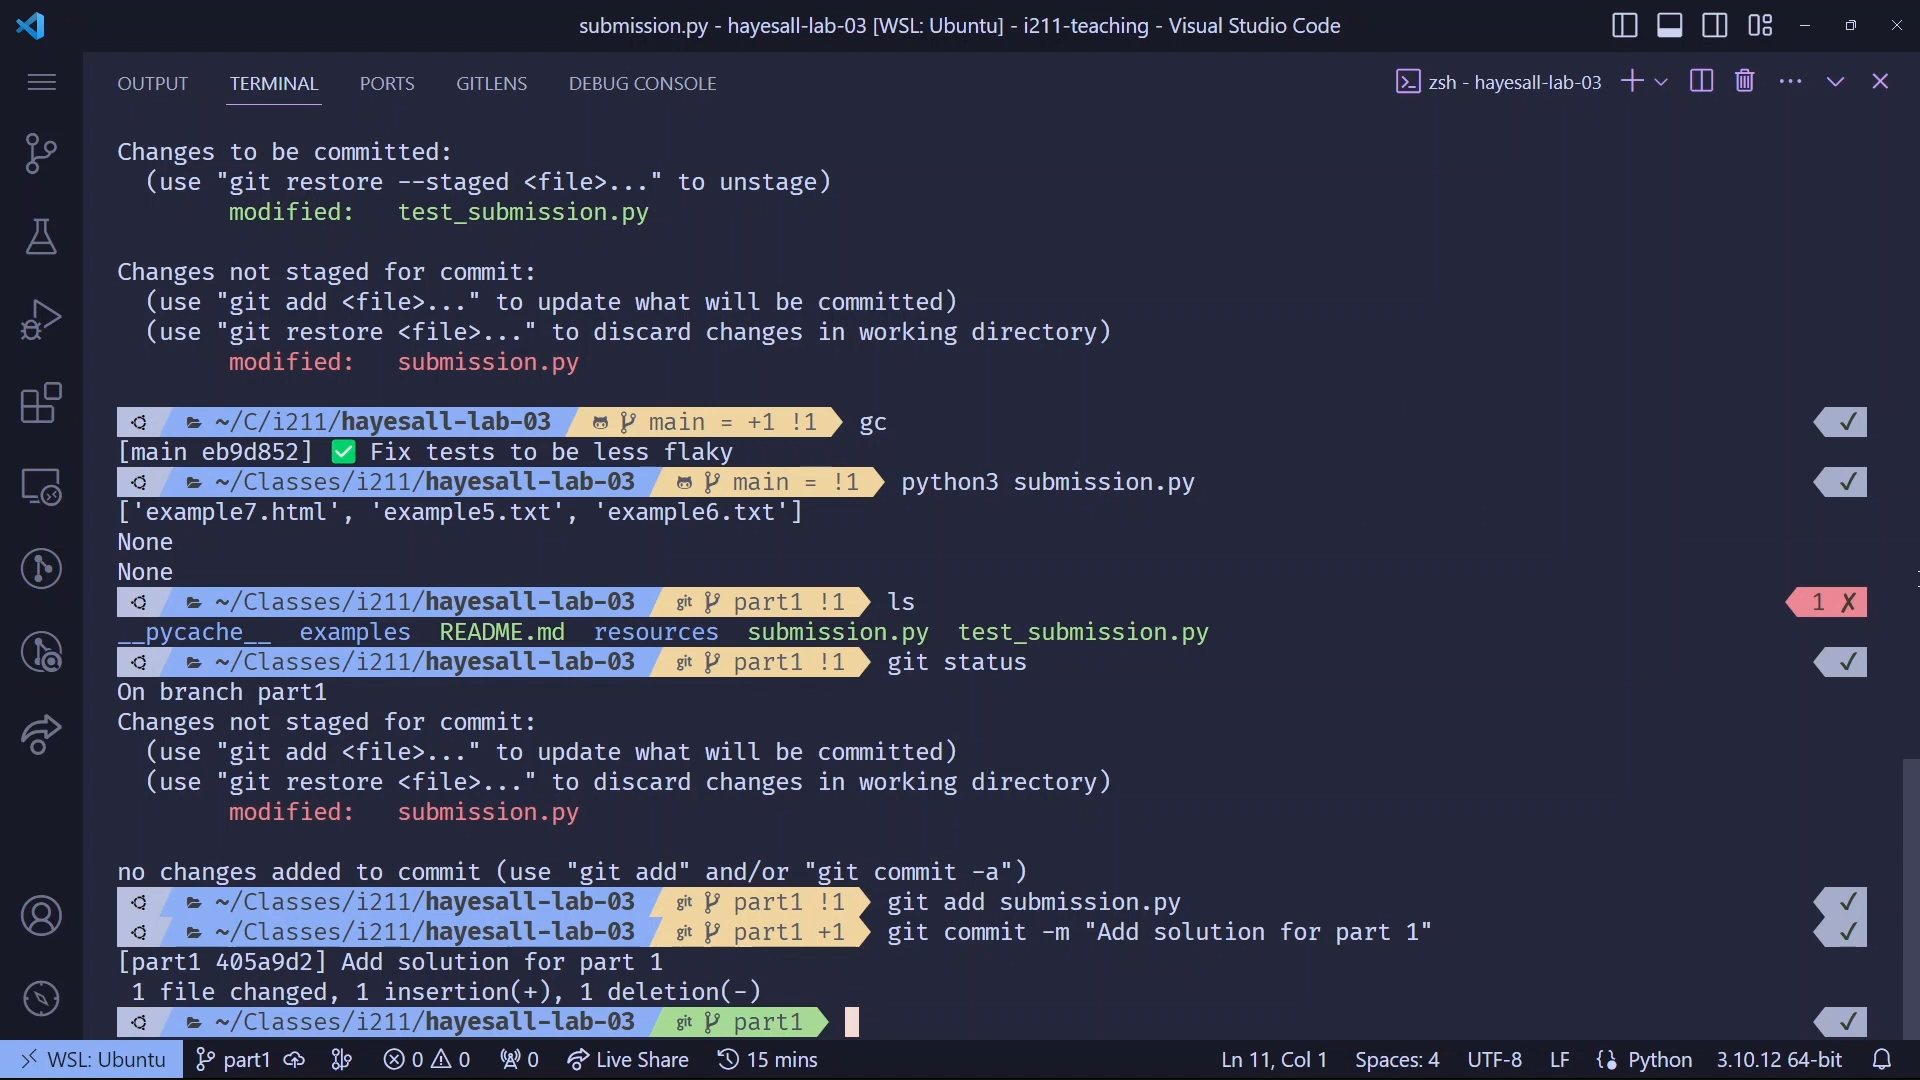 submission.py - hayesall-lab-03 [WSL: Ubuntu] - i211-teaching - Visual Studio Code
OUTPUT TERMINAL PORTS GITLENS DEBUG CONSOLE zsh - hayesall-lab-03
Changes to be committed:
(use "git restore --staged <file>..." to unstage)
modified: test_submission.py
Changes not staged for commit:
(use "git add <file>..." to update what will be committed)
(use "git restore <file>..." to discard changes in working directory)
modified: submission.py
~/C/i211/hayesall-lab-03 main = +1 !1 gc ✓
[main eb9d852] ✅ Fix tests to be less flaky
~/Classes/i211/hayesall-lab-03 main = !1 python3 submission.py ✓
['example7.html', 'example5.txt', 'example6.txt']
None
None
~/Classes/i211/hayesall-lab-03 git part1 !1 ls 1 ✗
__pycache__ examples README.md resources submission.py test_submission.py
~/Classes/i211/hayesall-lab-03 git part1 !1 git status ✓
On branch part1
Changes not staged for commit:
(use "git add <file>..." to update what will be committed)
(use "git restore <file>..." to discard changes in working directory)
modified: submission.py
no changes added to commit (use "git add" and/or "git commit -a")
~/Classes/i211/hayesall-lab-03 git part1 !1 git add submission.py ✓
~/Classes/i211/hayesall-lab-03 git part1 +1 git commit -m "Add solution for part 1" ✓
[part1 405a9d2] Add solution for part 1
1 file changed, 1 insertion(+), 1 deletion(-)
~/Classes/i211/hayesall-lab-03 git part1 ✓
WSL: Ubuntu part1 0 0 0 Live Share 15 mins Ln 11, Col 1 Spaces: 4 UTF-8 LF Python 3.10.12 64-bit